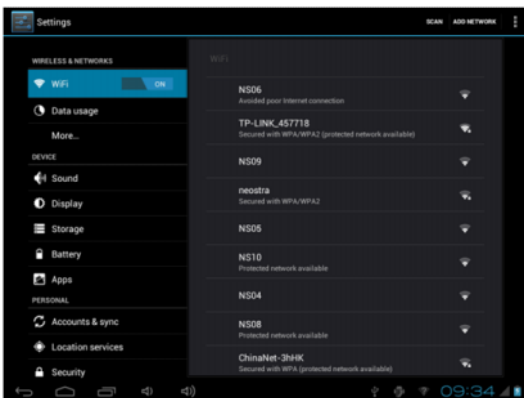 Settings
SCAN ADD NETWORK
WIRELESS & NETWORKS
WiFi ON
Data usage
More...
DEVICE
Sound
Display
Storage
Battery
Apps
PERSONAL
Accounts & sync
Location services
Security
WiFi
NS06
Avoided poor Internet connection
TP-LINK_457718
Secured with WPA/WPA2 (protected network available)
NS09
neostra
Secured with WPA/WPA2
NS05
NS10
Protected network available
NS04
NS08
Protected network available
ChinaNet-3hHK
Secured with WPA (protected network available)
09:34